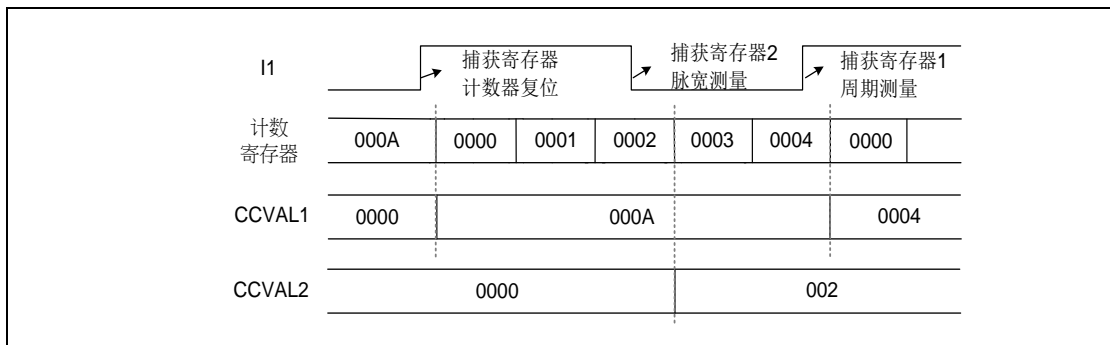 I1
捕获寄存器
计数器复位
捕获寄存器2
脉宽测量
捕获寄存器1
周期测量
计数
寄存器
000A 0000 0001 0002 0003 0004 0000
CCVAL1 0000 000A 0004
CCVAL2 0000 002